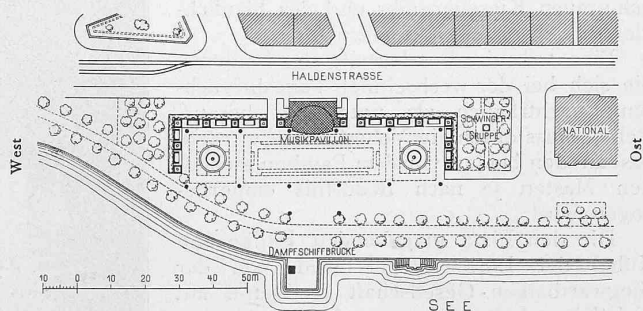 HALDENSTRASSE
SCHWINGER-
GRUPPE
NATIONAL
MUSIKPAVILLON
West
Ost
DAMPFSCHIFFBRÜCKE
10 0 10 20 30 40 50m
SEE